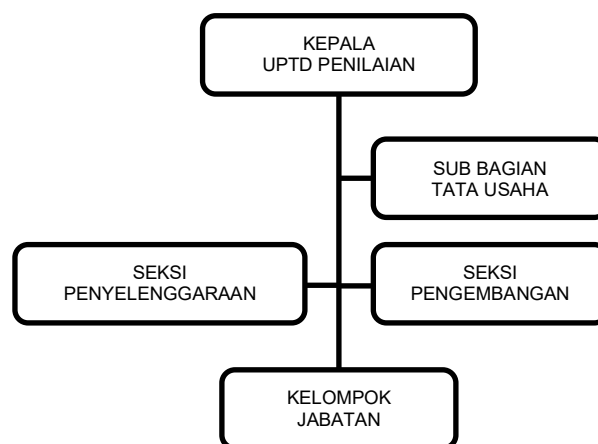 KEPALA
UPTD PENILAIAN
SUB BAGIAN
TATA USAHA
SEKSI
PENYELENGGARAAN
SEKSI
PENGEMBANGAN
KELOMPOK
JABATAN